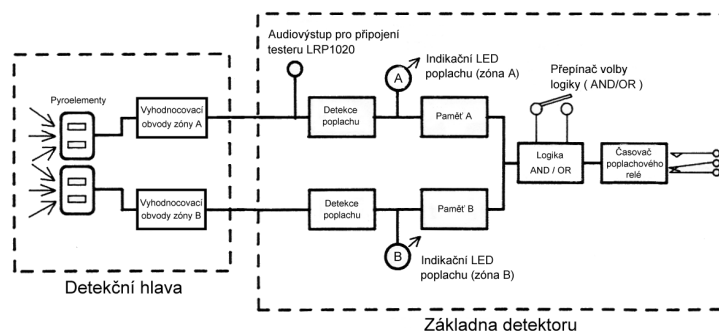 Audiovýstup pro připojení
testeru LRP1020
Indikační LED
poplachu (zóna A)
Přepínač volby
logiky ( AND/OR )
Pyroelementy
A
Vyhodnocovací
obvody zóny A
Detekce
poplachu
Paměť A
Logika
AND / OR
Časovač
poplachového
relé
Vyhodnocovací
obvody zóny B
Detekce
poplachu
Paměť B
B
Indikační LED
poplachu (zóna B)
Detekční hlava
Základna detektoru